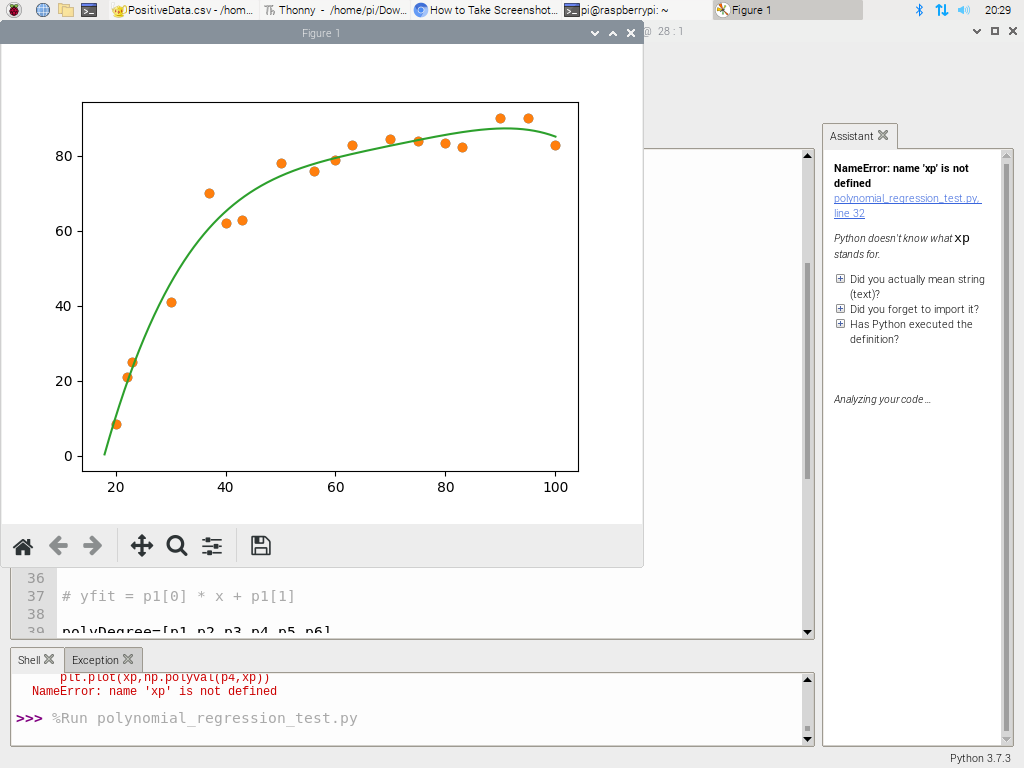 PositiveData.csv - /hom...
Thonny - /home/pi/Dow...
How to Take Screenshot...
pi@raspberrypi: ~
Figure 1
20:29
Figure 1
@ 28 : 1
80
60
40
20
0
20
40
60
80
100
Assistant
NameError: name 'xp' is not
defined
polynomial_regression_test.py,
line 32
Python doesn't know what xp
stands for.
Did you actually mean string
(text)?
Did you forget to import it?
Has Python executed the
definition?
Analyzing your code ...
36
37 # yfit = p1[0] * x + p1[1]
38
39 polyDegree=[p1,p2,p3,p4,p5,p6]
Shell
Exception
plt.plot(xp,np.polyval(p4,xp))
NameError: name 'xp' is not defined
>>> %Run polynomial_regression_test.py
Python 3.7.3